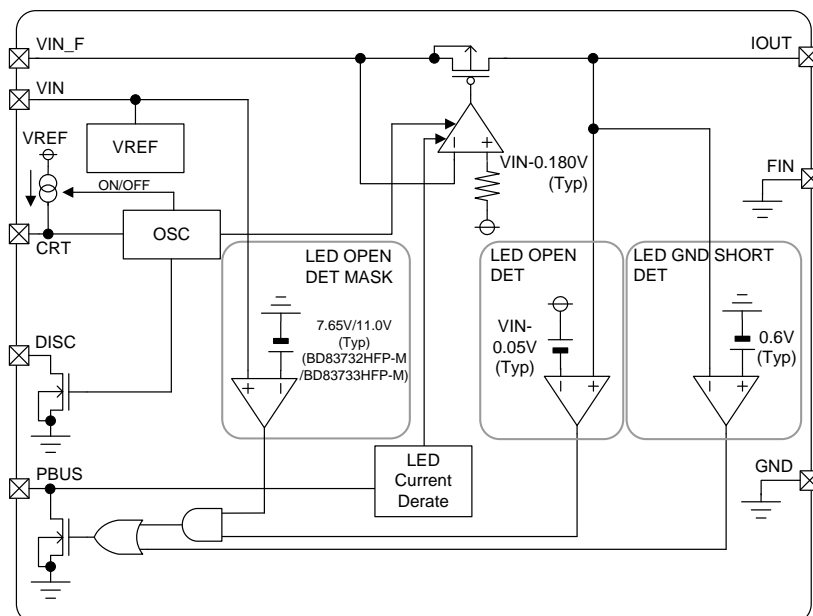 VIN_F
IOUT
VIN
VREF
VREF
ON/OFF
OSC
CRT
− +
VIN-0.180V
(Typ)
FIN
LED OPEN
DET MASK
7.65V/11.0V
(Typ)
(BD83732HFP-M
/BD83733HFP-M)
+ −
LED OPEN
DET
VIN-
0.05V
(Typ)
− +
LED GND SHORT
DET
0.6V
(Typ)
− +
DISC
PBUS
LED
Current
Derate
GND